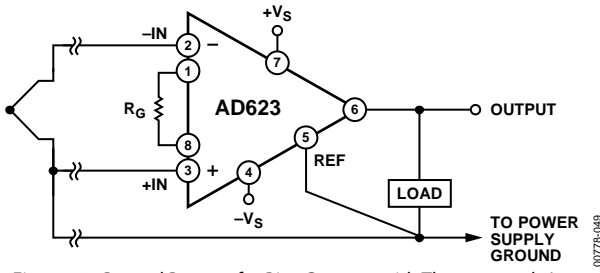 +VS
–IN
2
–
7
1
RG
AD623
6
OUTPUT
8
5
REF
3
+
4
+IN
LOAD
–VS
TO POWER
SUPPLY
GROUND
00778-049